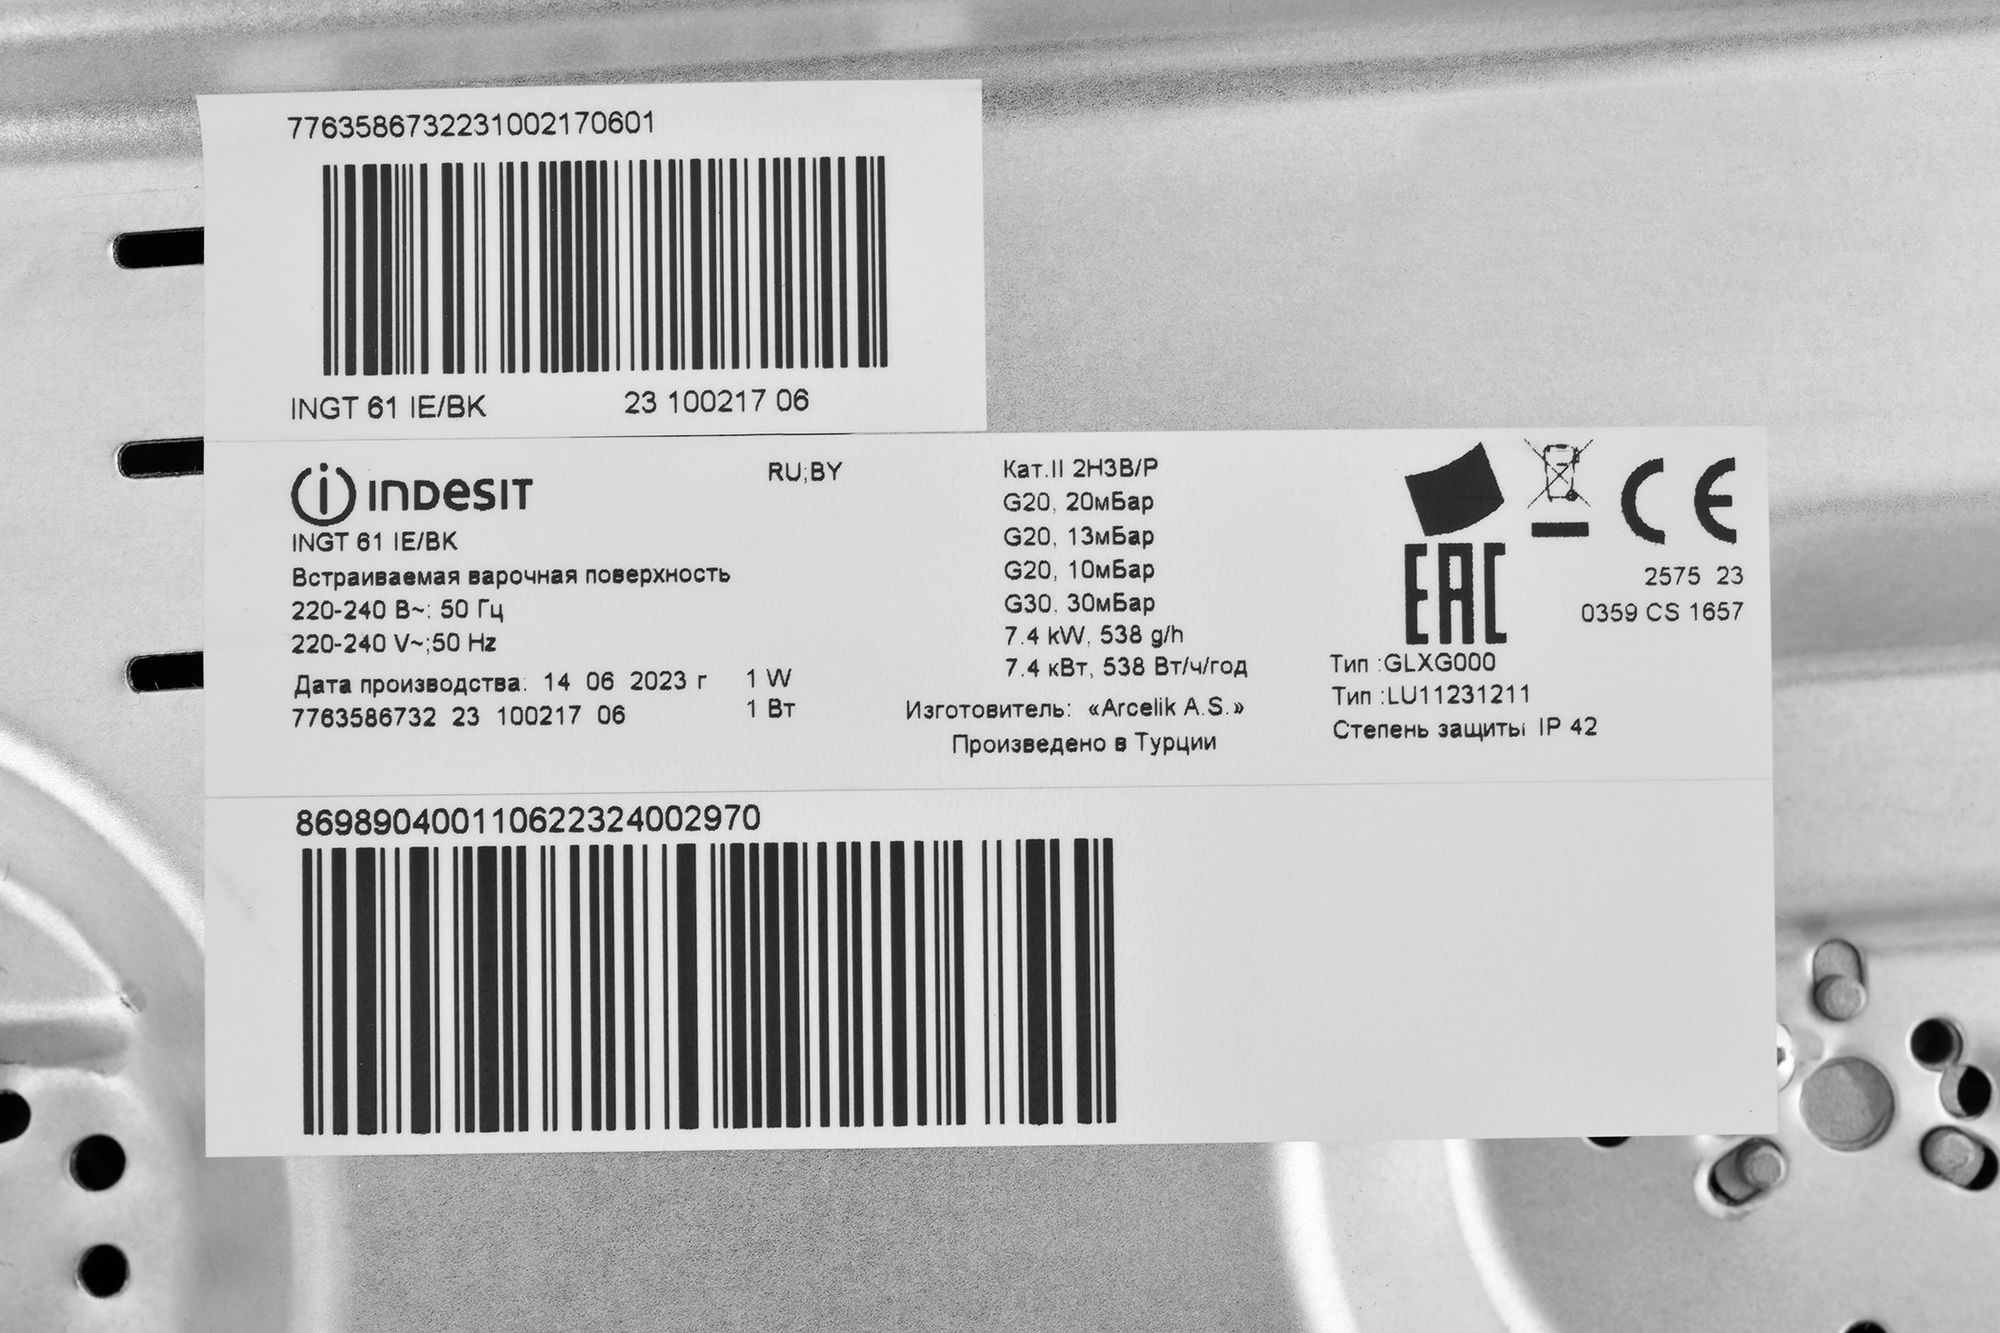 7763586732231002170601
INGT 61 IE/BK 23 100217 06
INDESIT
INGT 61 IE/BK
Встраиваемая варочная поверхность
220-240 В~; 50 Гц
220-240 V~;50 Hz
Дата производства: 14 06 2023 г
7763586732 23 100217 06
1 W
1 Вт
RU;BY
Кат.II 2H3B/P
G20, 20мБар
G20, 13мБар
G20, 10мБар
G30, 30мБар
7.4 kW, 538 g/h
7.4 кВт, 538 Вт/ч/год
Изготовитель: «Arcelik A.S.»
Произведено в Турции
EAC
CE
2575 23
0359 CS 1657
Тип :GLXG000
Тип :LU11231211
Степень защиты IP 42
8698904001106223240029​70